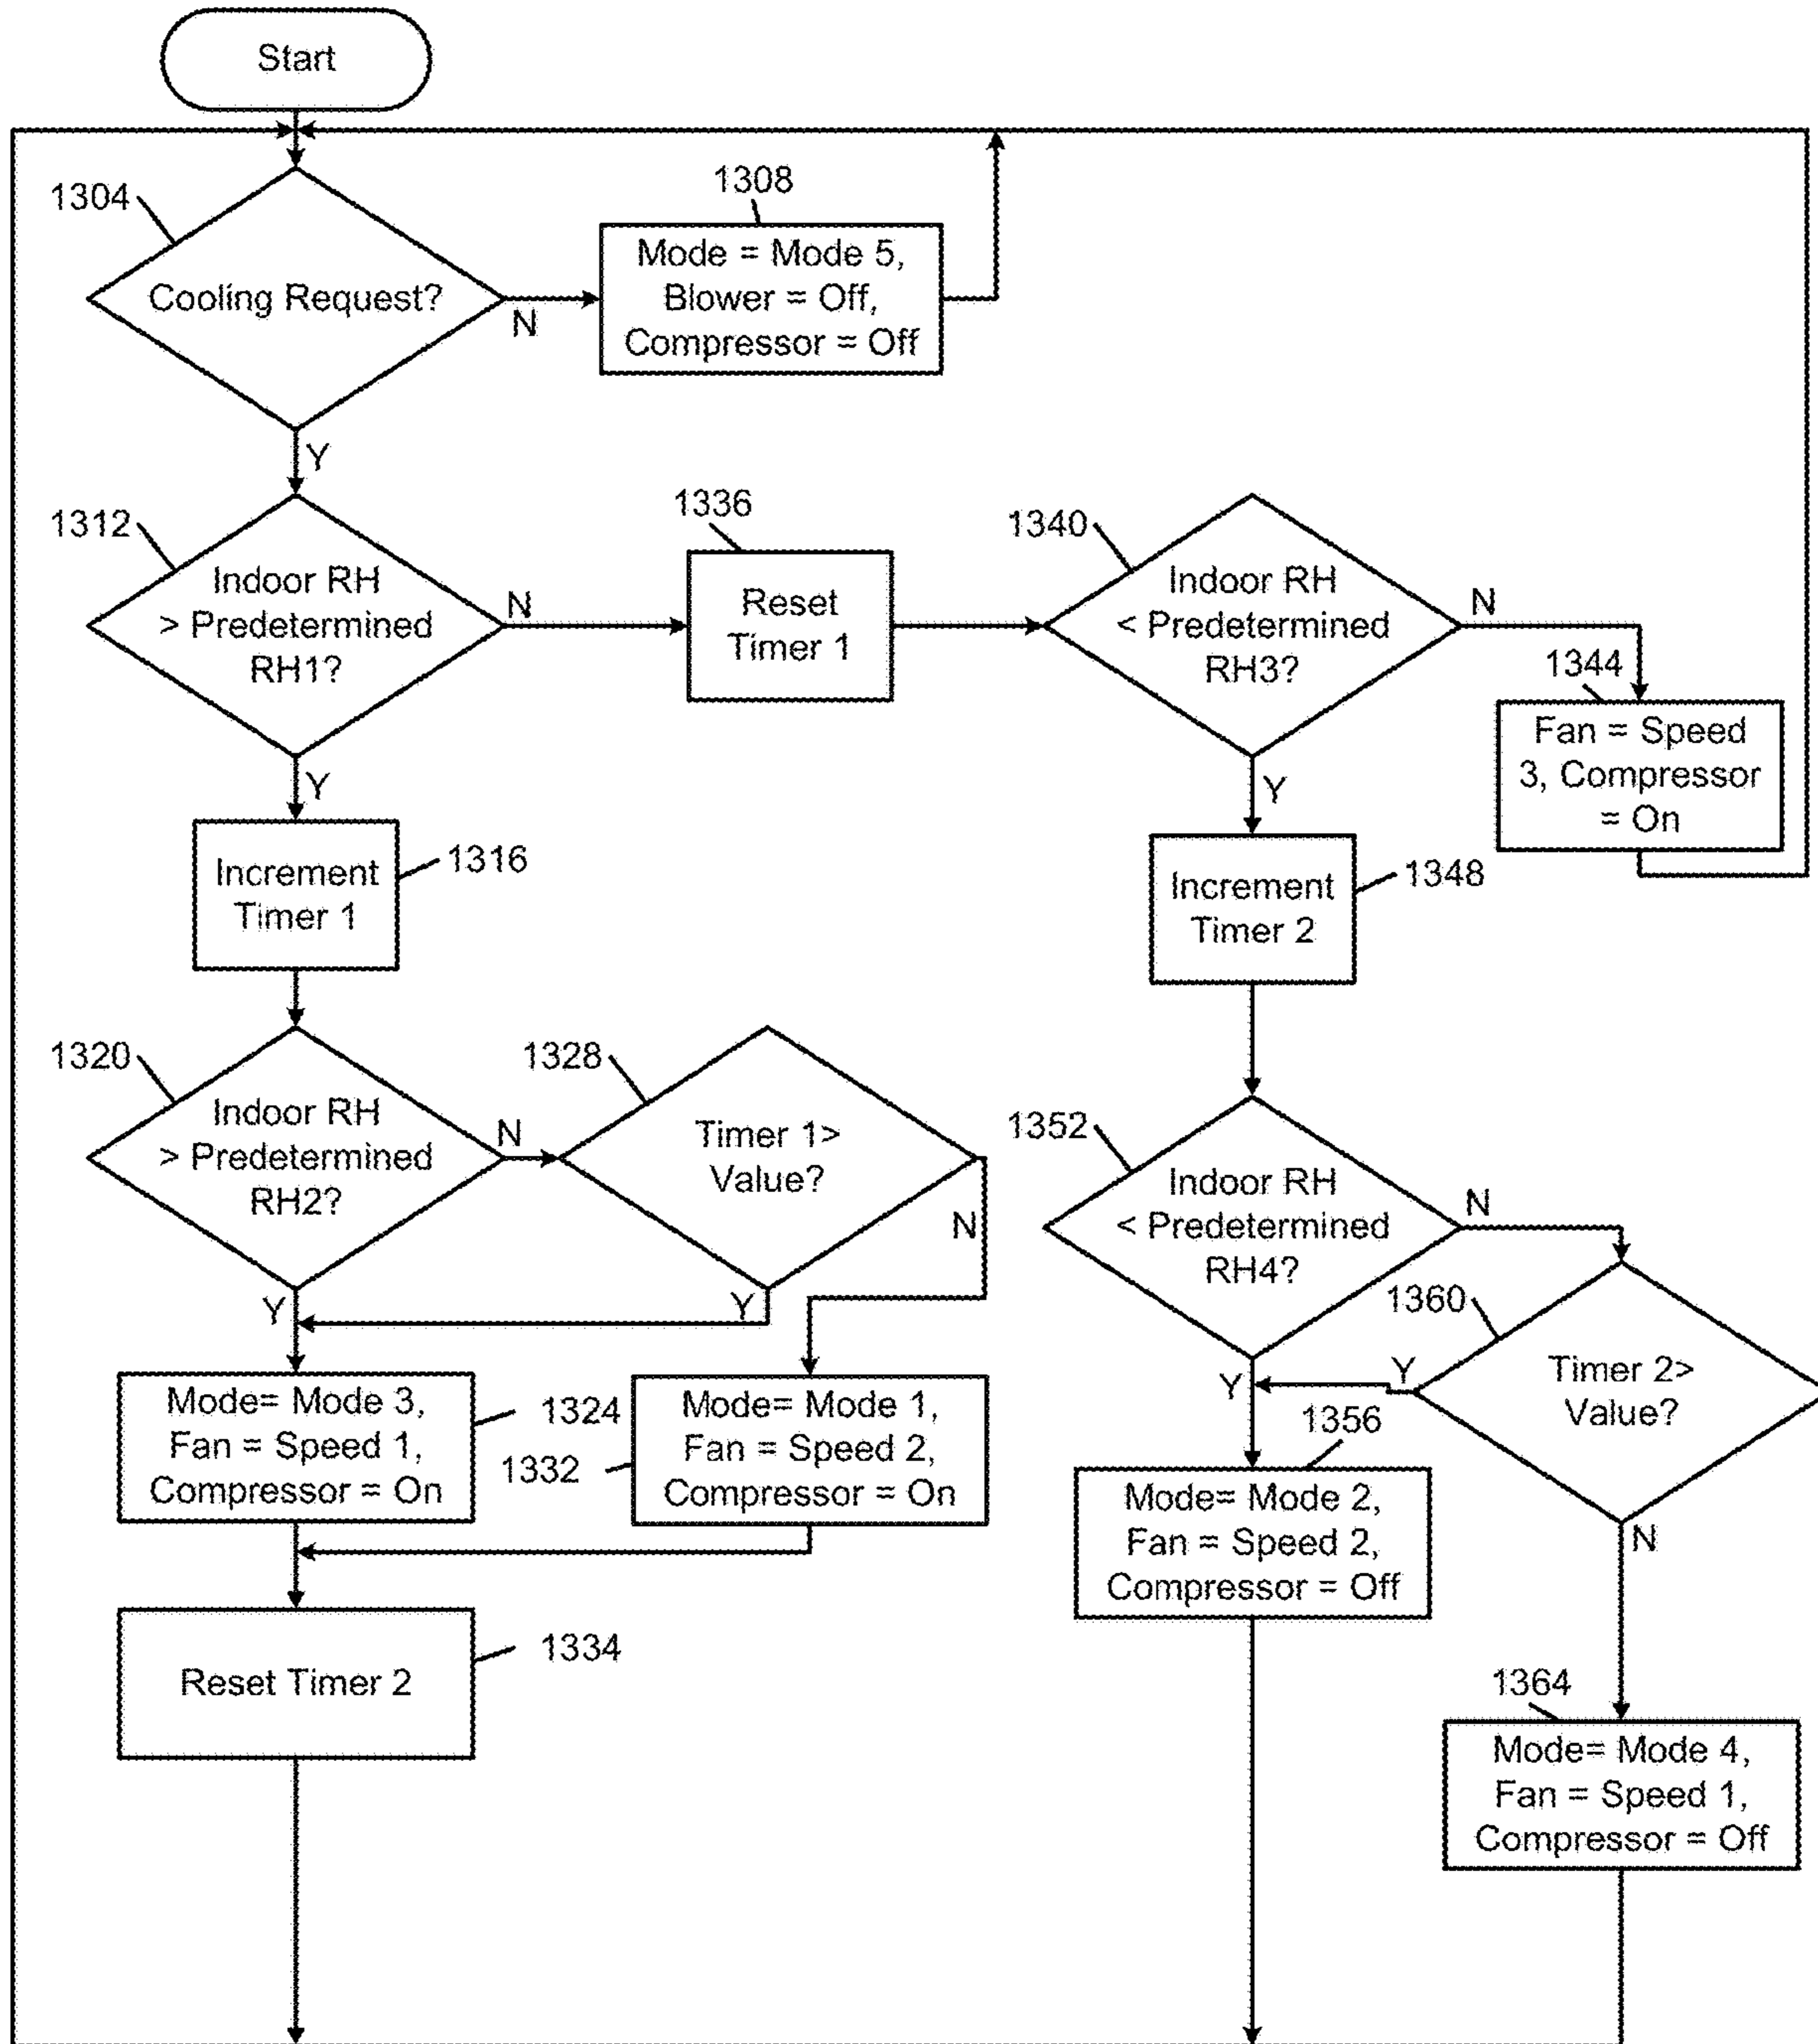 Start
1304
Cooling Request?
N
Y
1308
Mode = Mode 5,
Blower = Off,
Compressor = Off
1312
Indoor RH
> Predetermined
RH1?
N
Y
1336
Reset
Timer 1
1340
Indoor RH
< Predetermined
RH3?
N
Y
1344
Fan = Speed
3, Compressor
= On
Increment
Timer 1
1316
Increment
Timer 2
1348
1320
Indoor RH
> Predetermined
RH2?
N
Y
1328
Timer 1>
Value?
N
Y
1352
Indoor RH
< Predetermined
RH4?
N
Y
1360
Timer 2>
Value?
Y
N
Mode= Mode 3,
Fan = Speed 1,
Compressor = On
1324
1332
Mode= Mode 1,
Fan = Speed 2,
Compressor = On
1356
Mode= Mode 2,
Fan = Speed 2,
Compressor = Off
Reset Timer 2
1334
1364
Mode= Mode 4,
Fan = Speed 1,
Compressor = Off